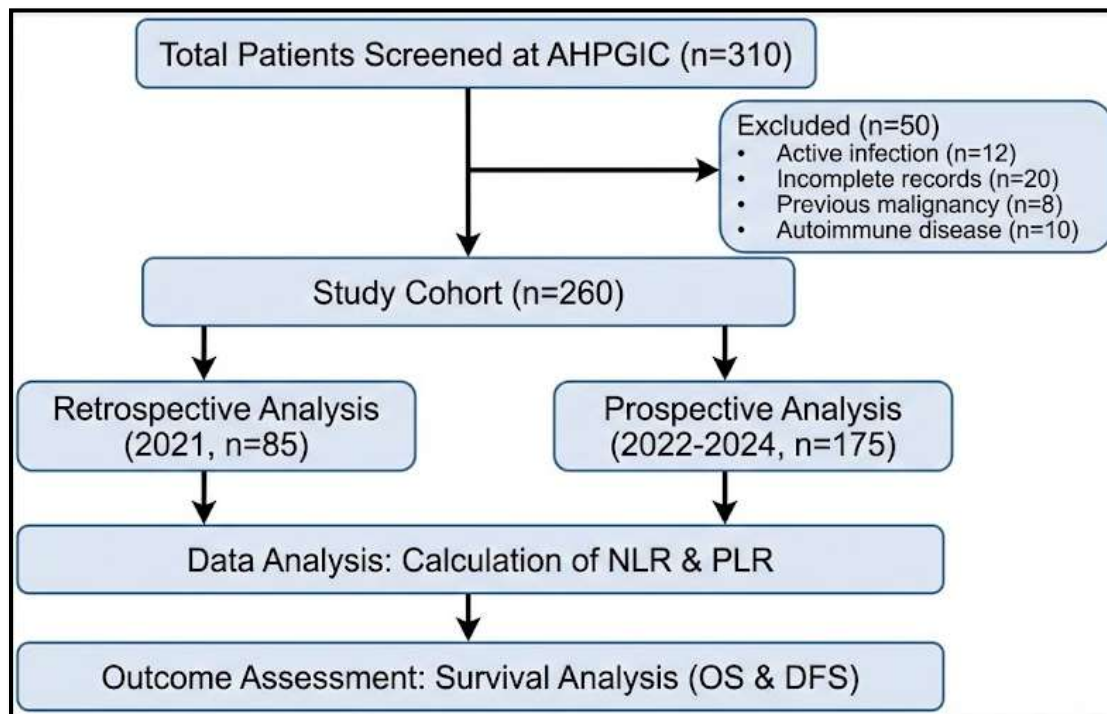 Total Patients Screened at AHPGIC (n=310)
Excluded (n=50)
• Active infection (n=12)
• Incomplete records (n=20)
• Previous malignancy (n=8)
• Autoimmune disease (n=10)
Study Cohort (n=260)
Retrospective Analysis
(2021, n=85)
Prospective Analysis
(2022-2024, n=175)
Data Analysis: Calculation of NLR & PLR
Outcome Assessment: Survival Analysis (OS & DFS)